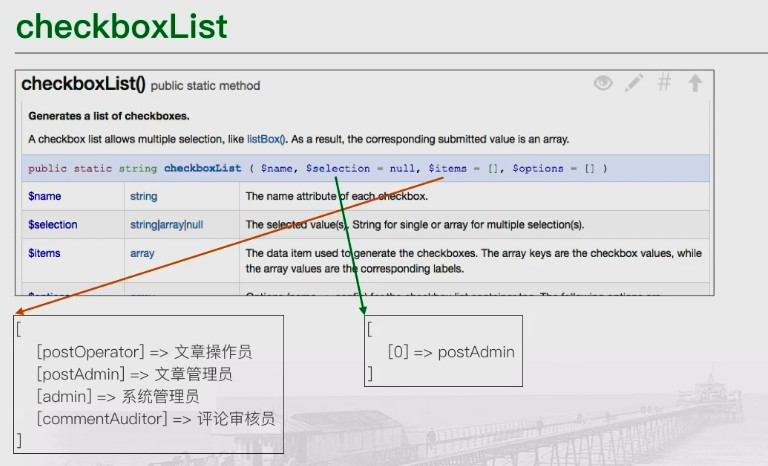 checkboxList
checkboxList() public static method
Generates a list of checkboxes.
A checkbox list allows multiple selection, like listBox(). As a result, the corresponding submitted value is an array.
public static string checkboxList ( $name, $selection = null, $items = [], $options = [] )
$name string The name attribute of each checkbox.
$selection string|array|null The selected value(s). String for single or array for multiple selection(s).
$items array The data item used to generate the checkboxes. The array keys are the checkbox values, while
the array values are the corresponding labels.
[
[postOperator] => 文章操作员
[postAdmin] => 文章管理员
[admin] => 系统管理员
[commentAuditor] => 评论审核员
]
[
[0] => postAdmin
]